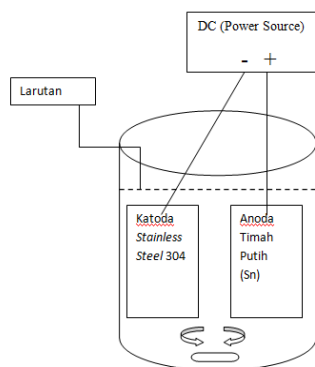 DC (Power Source)
- +
Larutan
Katoda
Stainless
Steel 304
Anoda
Timah
Putih
(Sn)